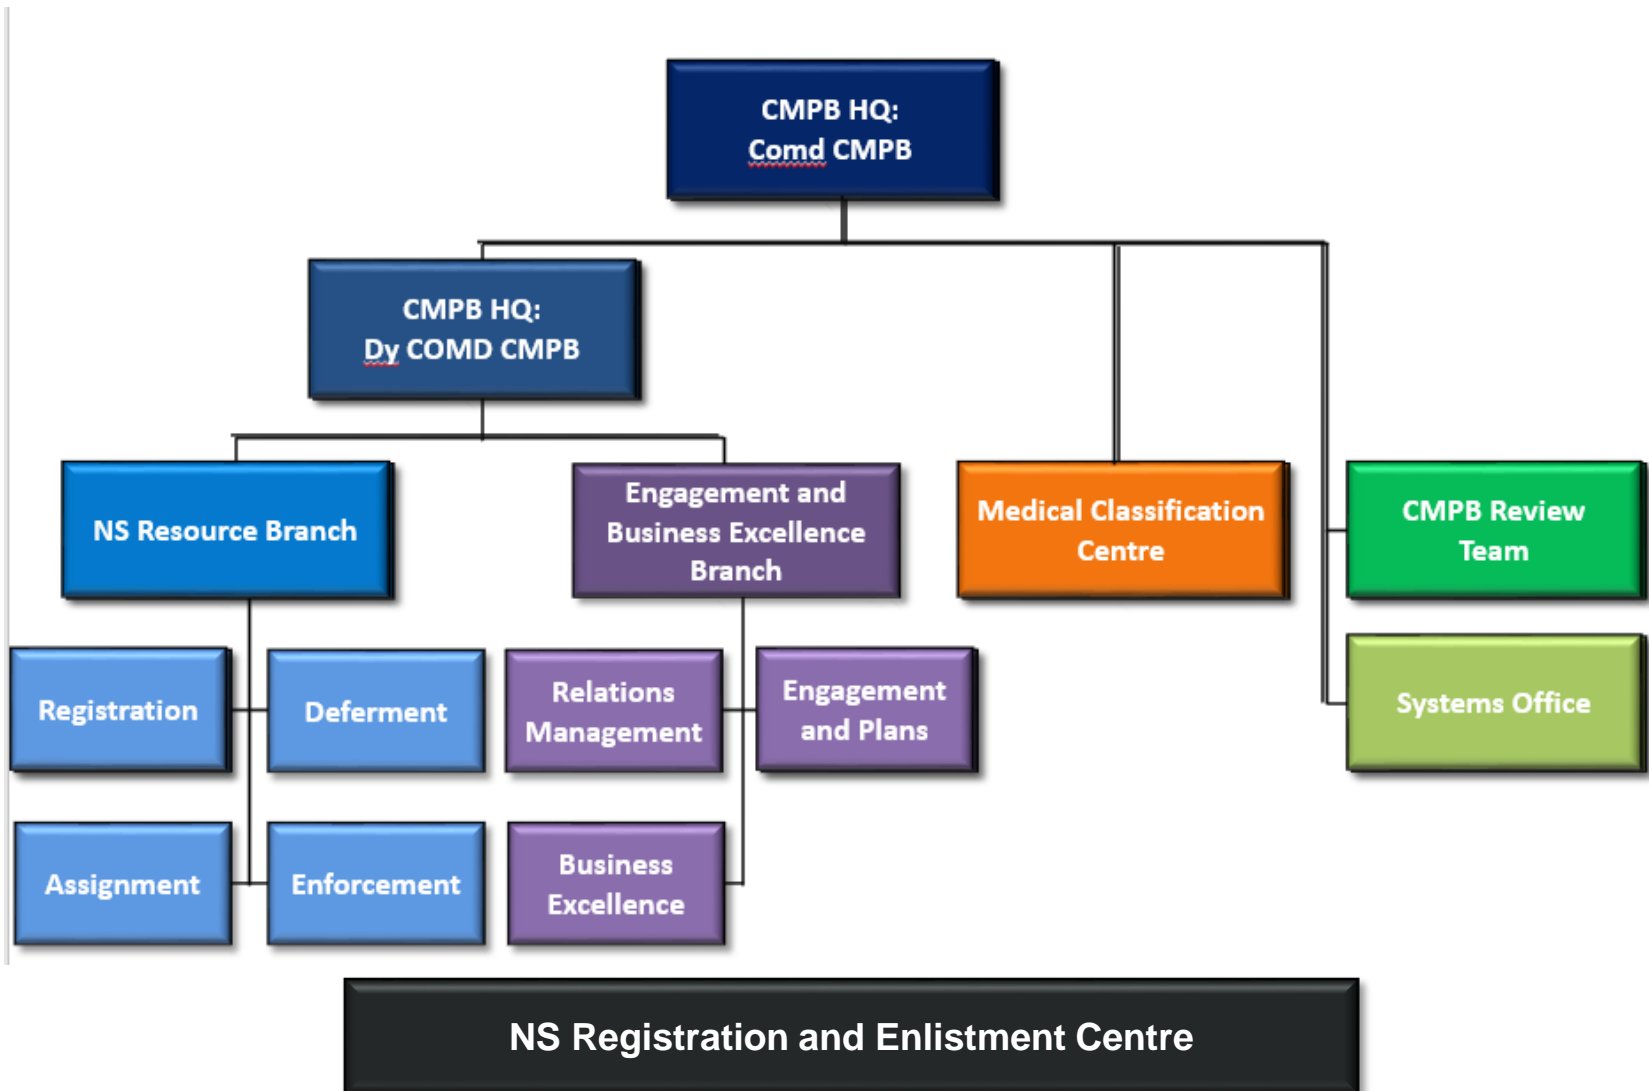 CMPB HQ:
Comd CMPB
CMPB HQ:
Dy COMD CMPB
NS Resource Branch
Engagement and
Business Excellence
Branch
Medical Classification
Centre
CMPB Review
Team
Registration
Deferment
Relations
Management
Engagement
and Plans
Systems Office
Assignment
Enforcement
Business
Excellence
NS Registration and Enlistment Centre